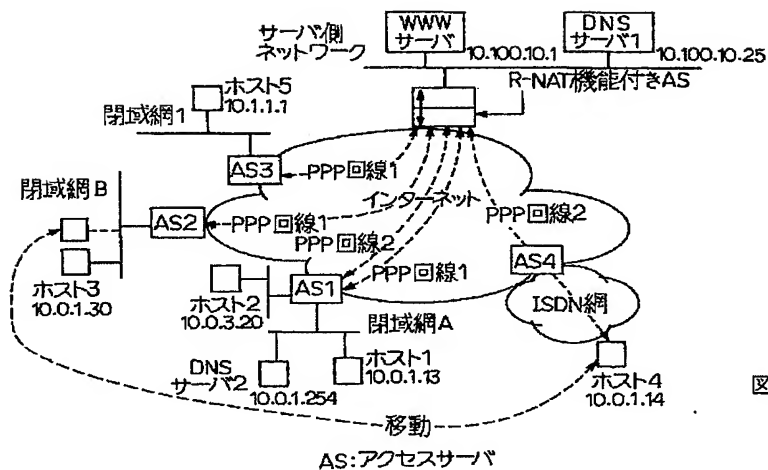 サーバ側
ネットワーク
WWW
サーバ
10.100.10.1
DNS
サーバ1
10.100.10.25
R-NAT機能付きAS
ホスト5
10.1.1.1
閉域網1
AS3
PPP回線1
インターネット
閉域網B
AS2
PPP回線1
PPP回線2
PPP回線2
PPP回線1
AS4
ISDN網
ホスト3
10.0.1.30
ホスト2
10.0.3.20
AS1
閉域網A
DNS
サーバ2
10.0.1.254
ホスト1
10.0.1.13
ホスト4
10.0.1.14
図
移動
AS:アクセスサーバ